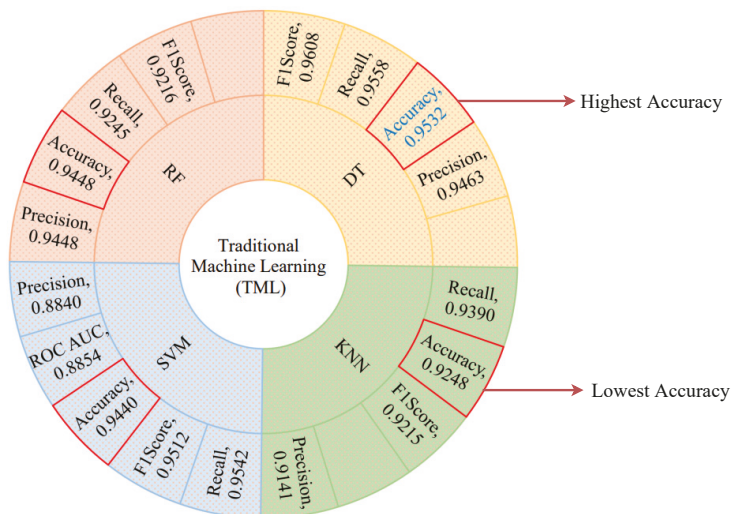 F1Score,
0.9216
Recall,
0.9245
Accuracy,
0.9448
Precision,
0.9448
RF
F1Score,
0.9608
Recall,
0.9558
Accuracy,
0.9532
Precision,
0.9463
DT
Highest Accuracy
Traditional
Machine Learning
(TML)
Precision,
0.8840
ROC AUC,
0.8854
Accuracy,
0.9440
F1Score,
0.9512
Recall,
0.9542
SVM
Recall,
0.9390
Accuracy,
0.9248
F1Score,
0.9215
Precision,
0.9141
KNN
Lowest Accuracy